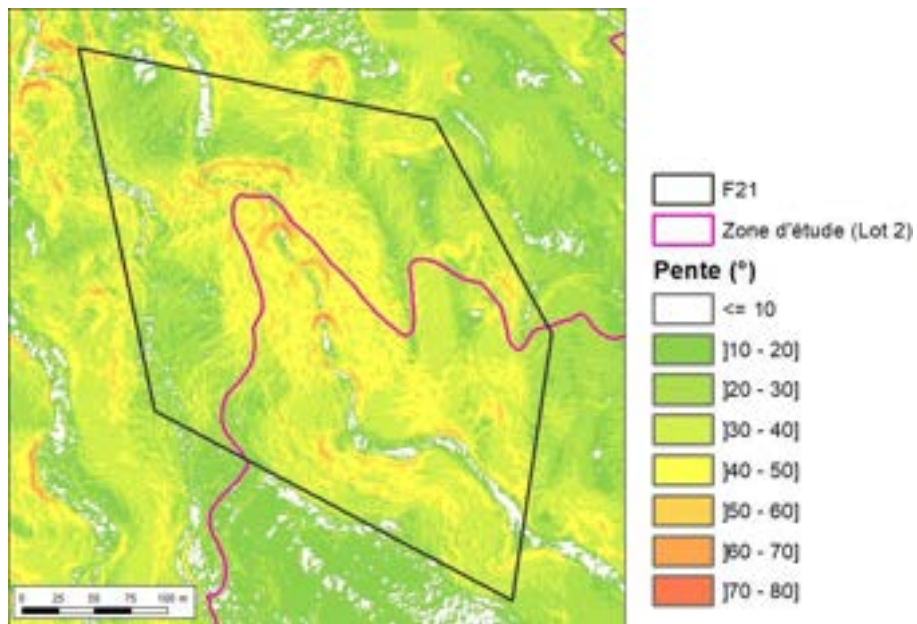 F21
Zone d'étude (Lot 2)
Pente (°)
<= 10
]10 - 20]
]20 - 30]
]30 - 40]
]40 - 50]
]50 - 60]
]60 - 70]
]70 - 80]
0 25 50 75 100 m